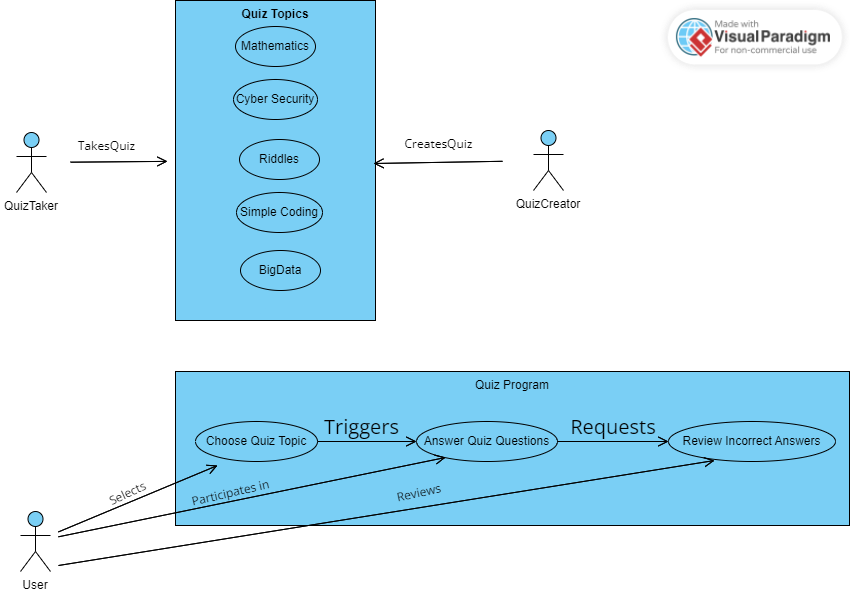 Quiz Topics
Mathematics
Cyber Security
Riddles
Simple Coding
BigData
TakesQuiz
QuizTaker
CreatesQuiz
QuizCreator
Made with
Visual Paradigm
For non-commercial use
Quiz Program
Choose Quiz Topic
Triggers
Answer Quiz Questions
Requests
Review Incorrect Answers
Selects
Participates in
Reviews
User